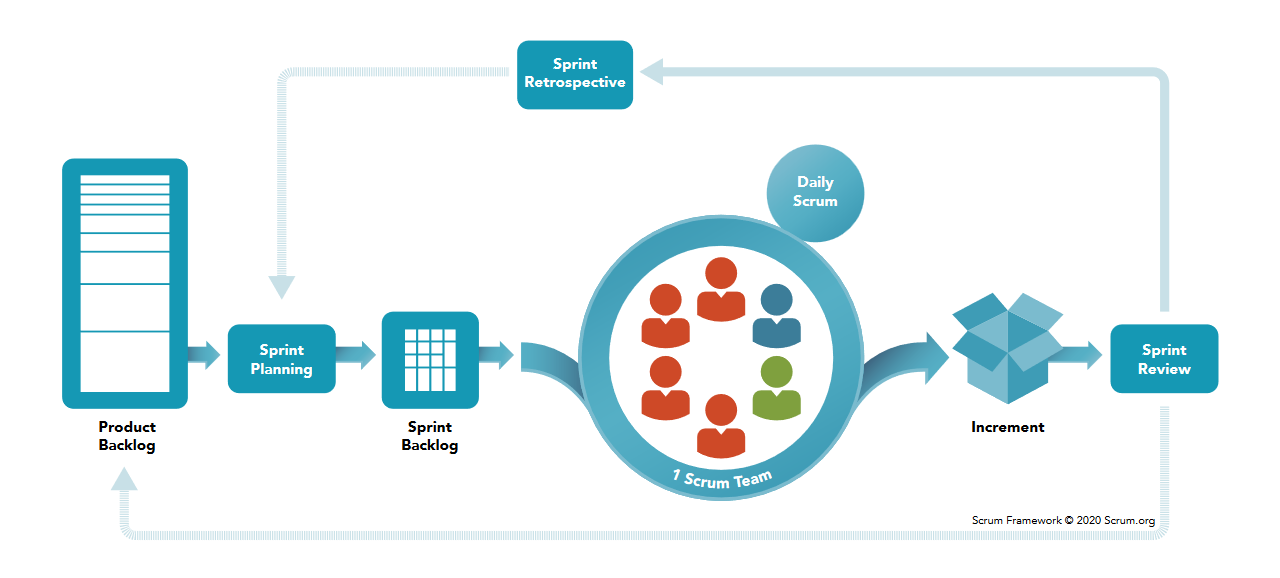 Sprint
Retrospective
Daily
Scrum
Sprint
Planning
Sprint
Review
Product
Backlog
Sprint
Backlog
Increment
1 Scrum Team
Scrum Framework © 2020 Scrum.org